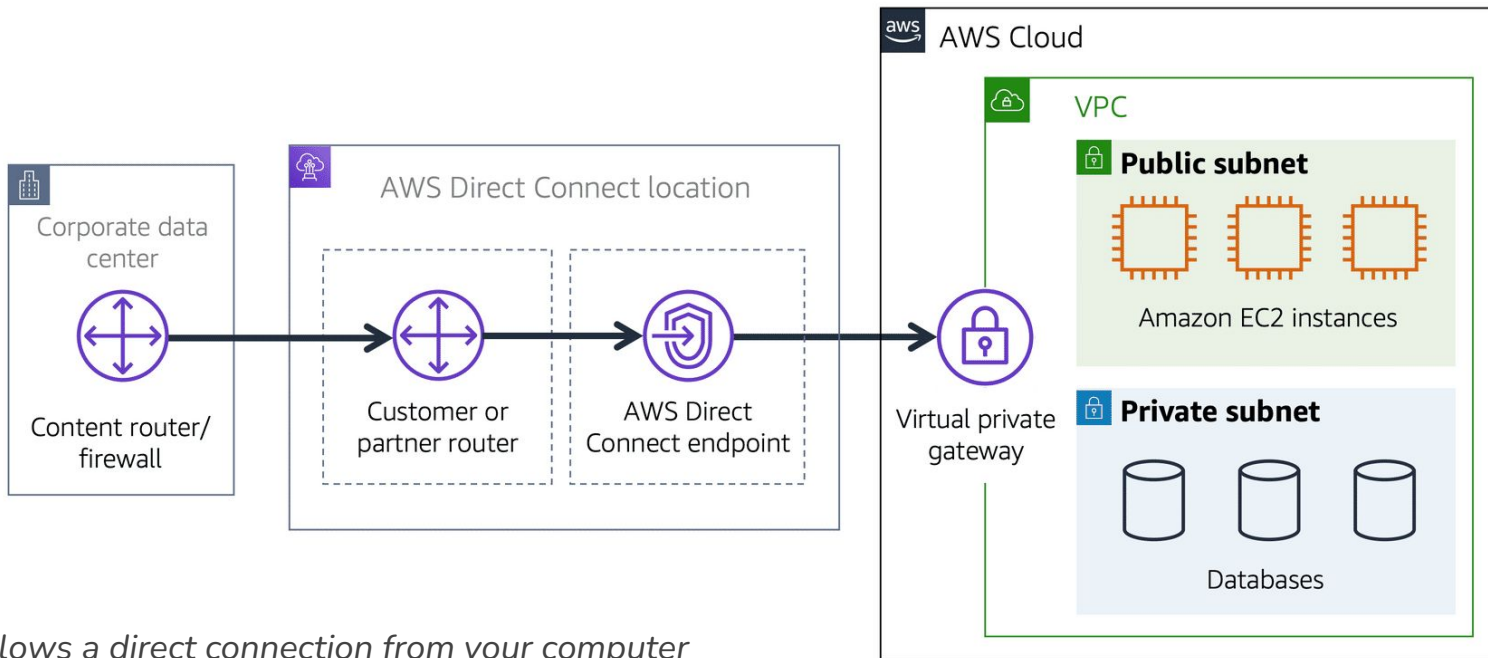 aws
AWS Cloud
VPC
Public subnet
Amazon EC2 instances
Private subnet
Databases
Virtual private
gateway
AWS Direct Connect location
Customer or
partner router
AWS Direct
Connect endpoint
Corporate data
center
Content router/
firewall
a direct connection from your computer